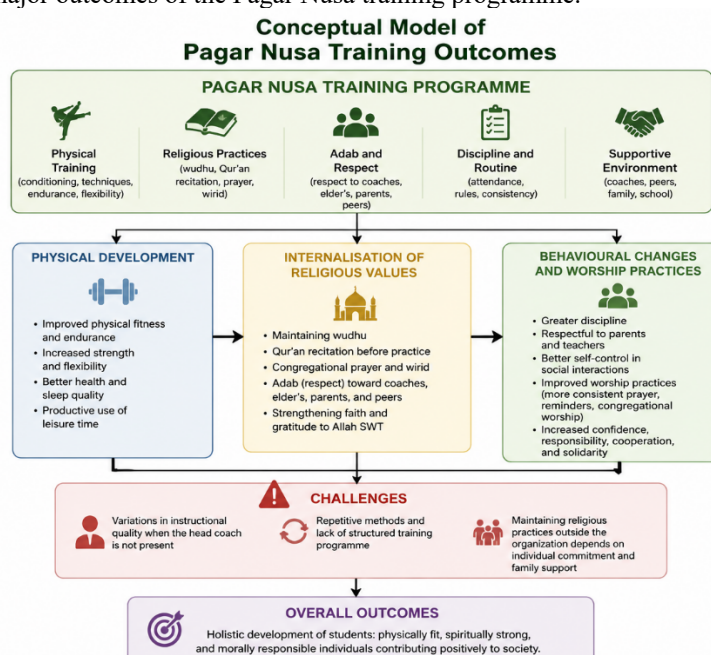 major outcomes of the Pagar Nusa training programme.
Conceptual Model of
Pagar Nusa Training Outcomes
PAGAR NUSA TRAINING PROGRAMME
Physical
Training
(conditioning, techniques,
endurance, flexibility)
Religious Practices
(wudhu, Qur'an
recitation, prayer,
wirid)
Adab and
Respect
(respect to coaches,
elder's, parents,
peers)
Discipline and
Routine
(attendance,
rules, consistency)
Supportive
Environment
(coaches, peers,
family, school)
PHYSICAL DEVELOPMENT
• Improved physical fitness
and endurance
• Increased strength
and flexibility
• Better health and
sleep quality
• Productive use of
leisure time
INTERNALISATION OF
RELIGIOUS VALUES
• Maintaining wudhu
• Qur'an recitation before practice
• Congregational prayer and wirid
• Adab (respect) toward coaches,
elder's, parents, and peers
• Strengthening faith and
gratitude to Allah SWT
BEHAVIOURAL CHANGES
AND WORSHIP PRACTICES
• Greater discipline
• Respectful to parents
and teachers
• Better self-control in
social interactions
• Improved worship practices
(more consistent prayer,
reminders, congregational
worship)
• Increased confidence,
responsibility, cooperation,
and solidarity
CHALLENGES
Variations in instructional
quality when the head coach
is not present
Repetitive methods and
lack of structured training
programme
Maintaining religious
practices outside the
organization depends on
individual commitment and
family support
OVERALL OUTCOMES
Holistic development of students: physically fit, spiritually strong,
and morally responsible individuals contributing positively to society.